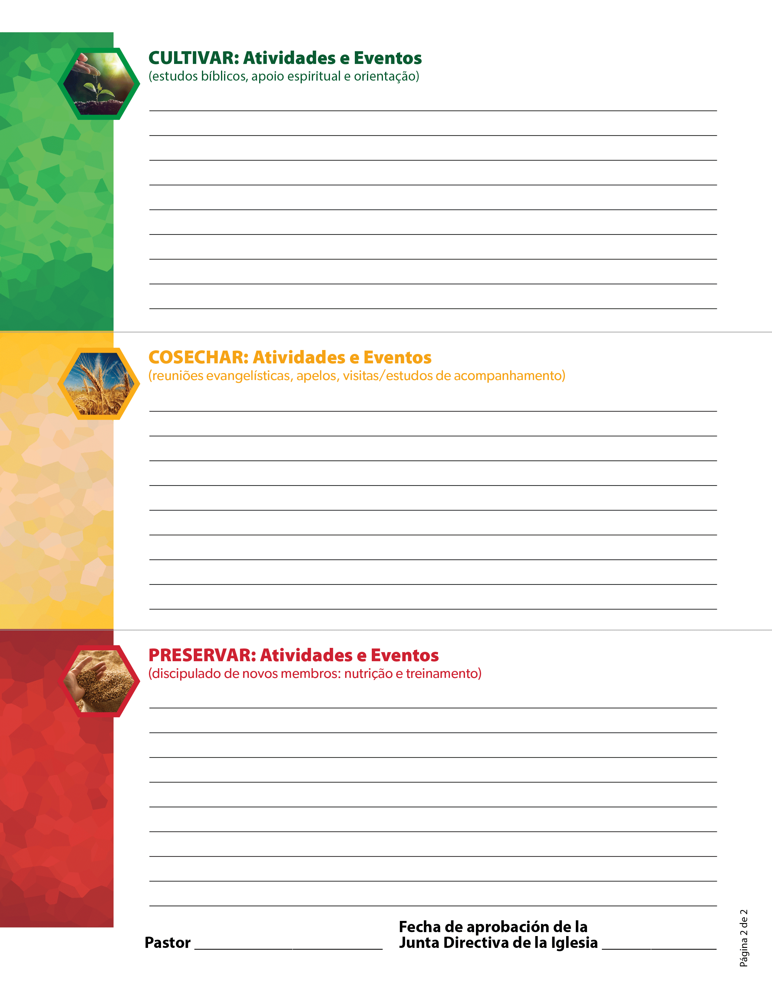 CULTIVAR: Atividades e Eventos
(estudos bíblicos, apoio espiritual e orientação)
COSECHAR: Atividades e Eventos
(reuniões evangelísticas, apelos, visitas/estudos de acompanhamento)
PRESERVAR: Atividades e Eventos
(discipulado de novos membros: nutrição e treinamento)
Pastor
Fecha de aprobación de la
Junta Directiva de la Iglesia
Página 2 de 2